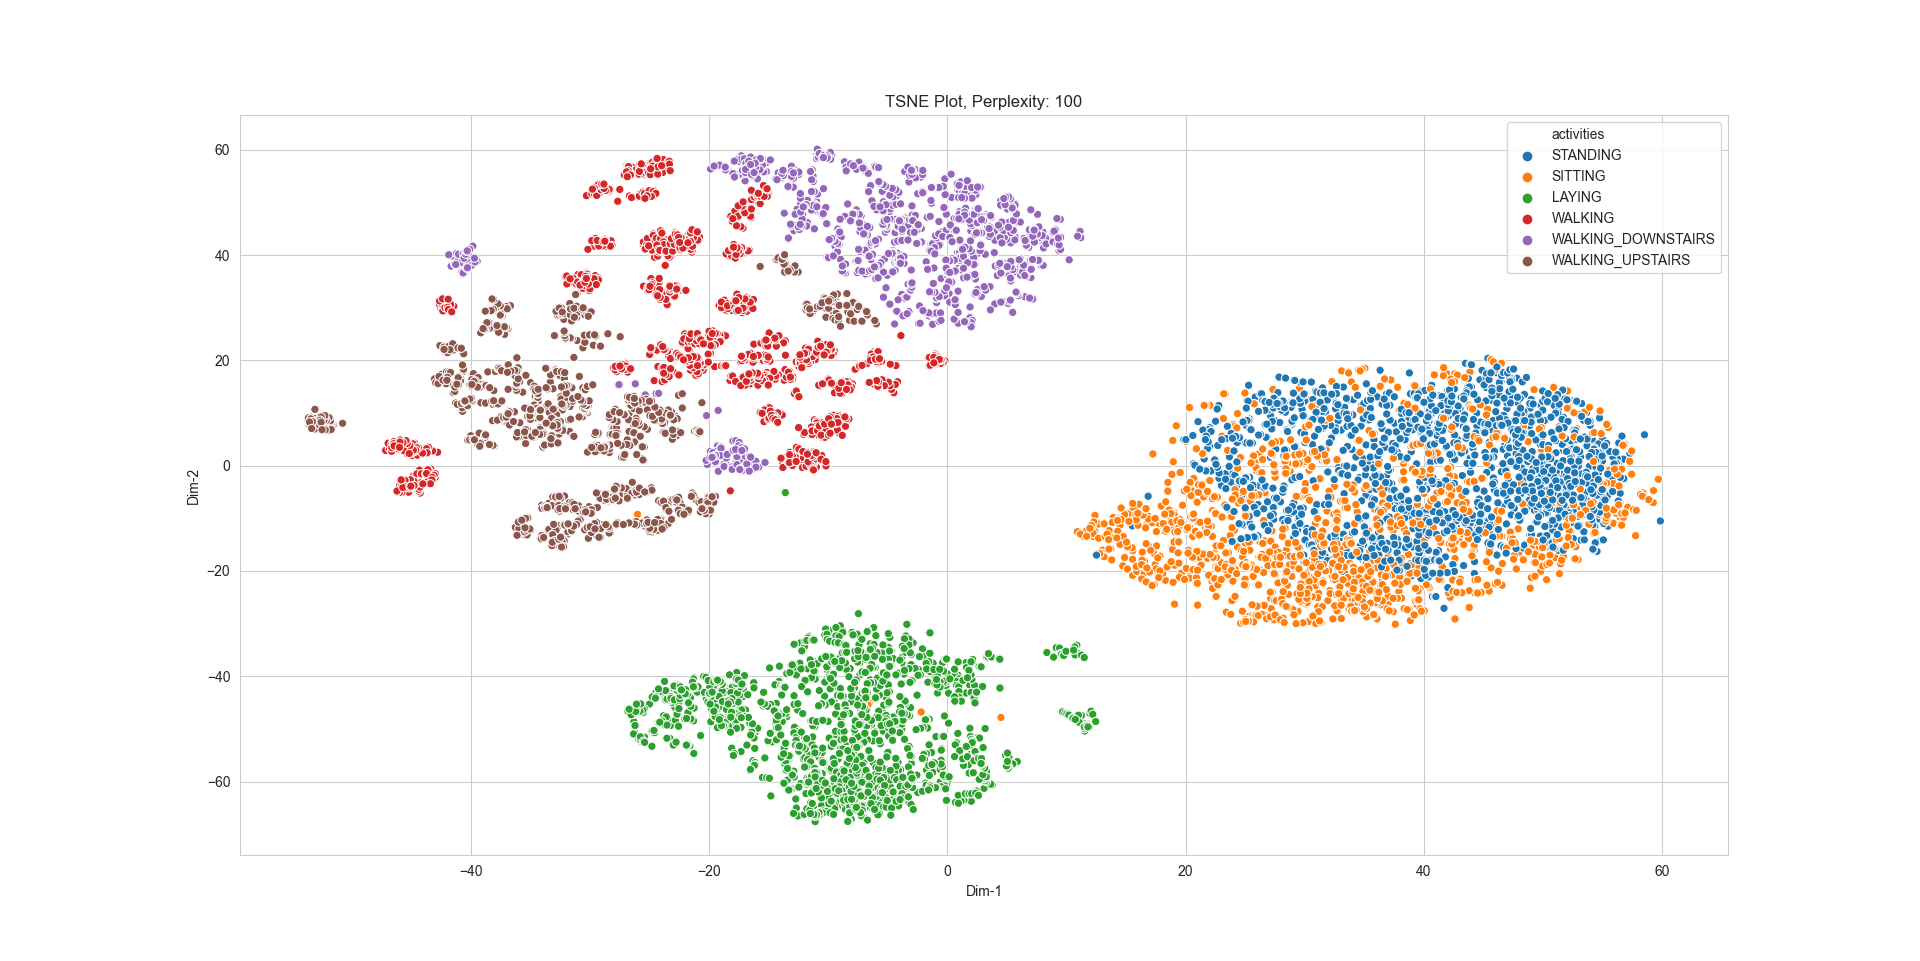 TSNE Plot, Perplexity: 100
activities
STANDING
SITTING
LAYING
WALKING
WALKING_DOWNSTAIRS
WALKING_UPSTAIRS
60
40
20
0
−20
−40
−60
Dim-2
−40
−20
0
20
40
60
Dim-1